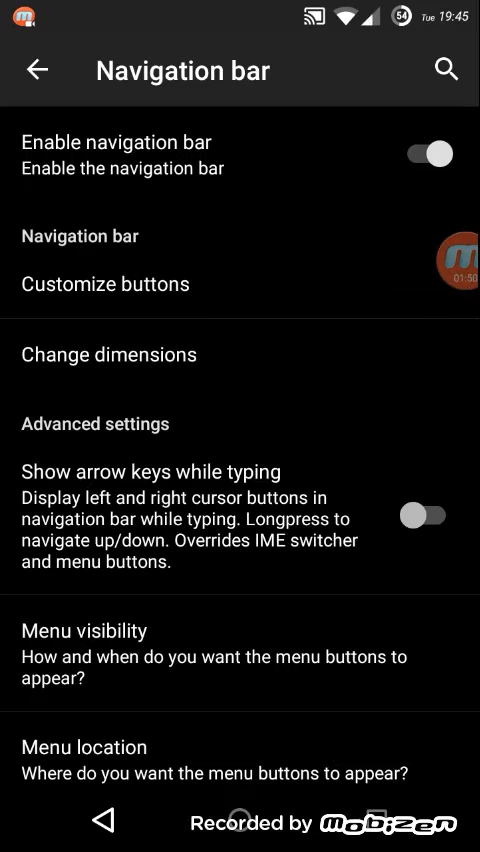 54 Tue 19:45
Navigation bar
Enable navigation bar
Enable the navigation bar
Navigation bar
01:50
Customize buttons
Change dimensions
Advanced settings
Show arrow keys while typing
Display left and right cursor buttons in
navigation bar while typing. Longpress to
navigate up/down. Overrides IME switcher
and menu buttons.
Menu visibility
How and when do you want the menu buttons to
appear?
Menu location
Where do you want the menu buttons to appear?
Recorded by Mobizen